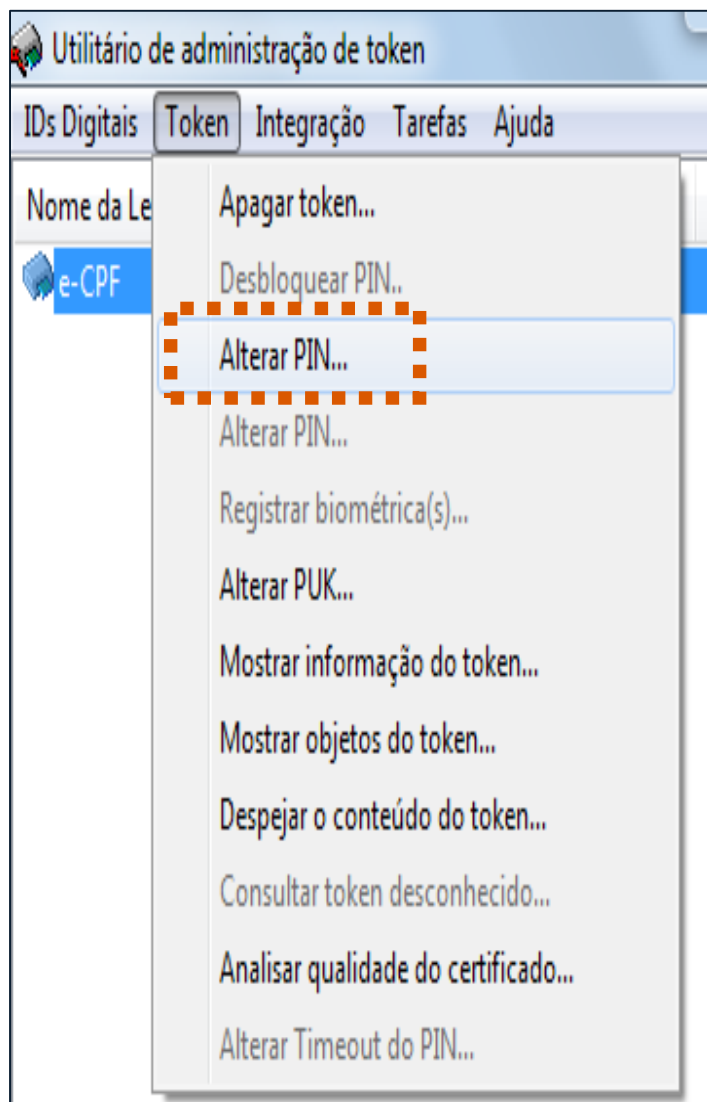 Utilitário de administração de token
IDs Digitais Token Integração Tarefas Ajuda
Nome da Le
e-CPF
Apagar token...
Desbloquear PIN..
Alterar PIN...
Alterar PIN...
Registrar biométrica(s)...
Alterar PUK...
Mostrar informação do token...
Mostrar objetos do token...
Despejar o conteúdo do token...
Consultar token desconhecido...
Analisar qualidade do certificado...
Alterar Timeout do PIN...